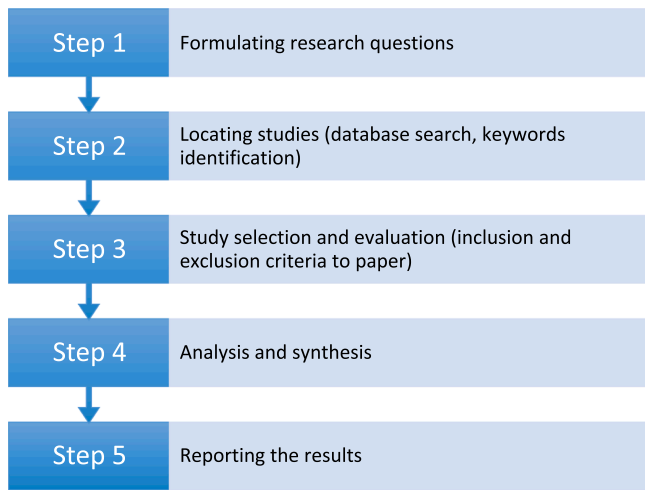 Step 1
Formulating research questions
Step 2
Locating studies (database search, keywords
identification)
Step 3
Study selection and evaluation (inclusion and
exclusion criteria to paper)
Step 4
Analysis and synthesis
Step 5
Reporting the results